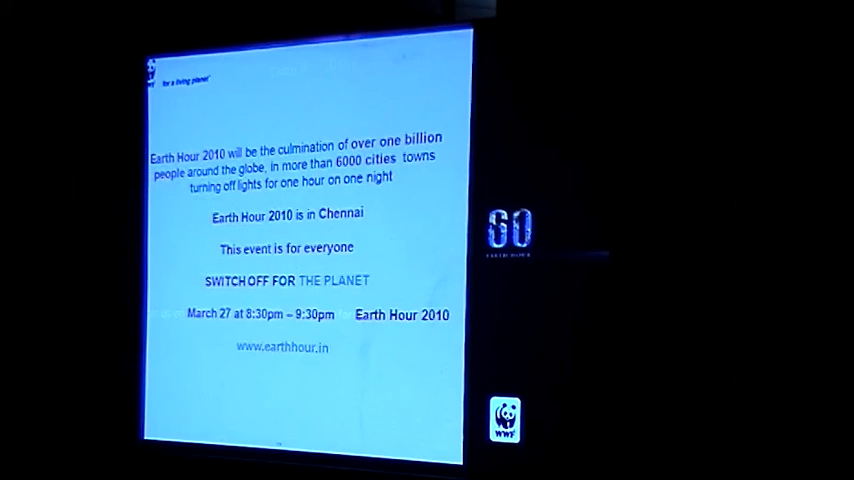 for a living planet
Earth Hour 2010 will be the culmination of over one billion
people around the globe, in more than 6000 cities towns
turning off lights for one hour on one night
Earth Hour 2010 is in Chennai
This event is for everyone
SWITCH OFF FOR THE PLANET
March 27 at 8:30pm – 9:30pm for Earth Hour 2010
www.earthhour.in
60
EARTH HOUR
WWF